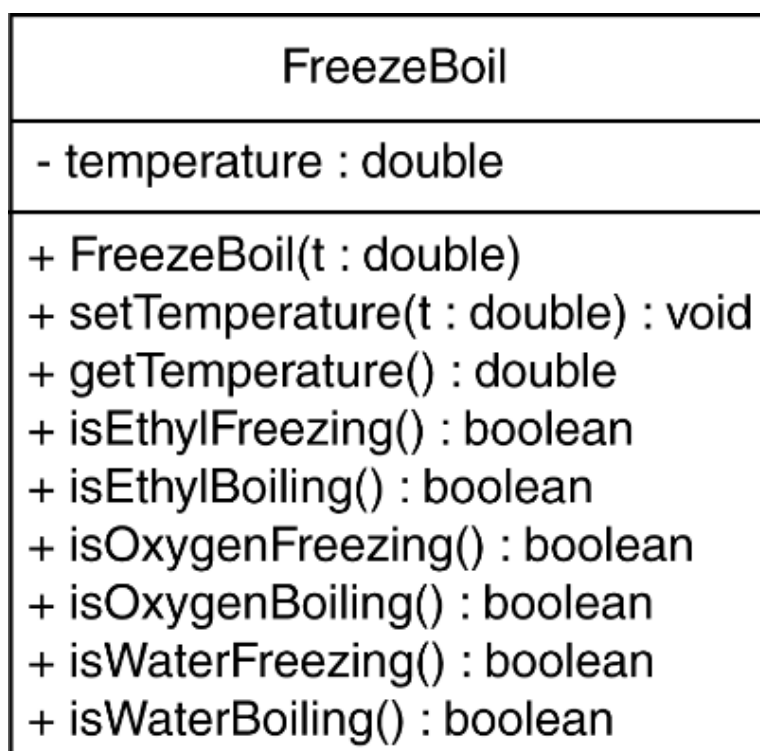 FreezeBoil
- temperature : double
+ FreezeBoil(t : double)
+ setTemperature(t : double) : void
+ getTemperature() : double
+ isEthylFreezing() : boolean
+ isEthylBoiling() : boolean
+ isOxygenFreezing() : boolean
+ isOxygenBoiling() : boolean
+ isWaterFreezing() : boolean
+ isWaterBoiling() : boolean